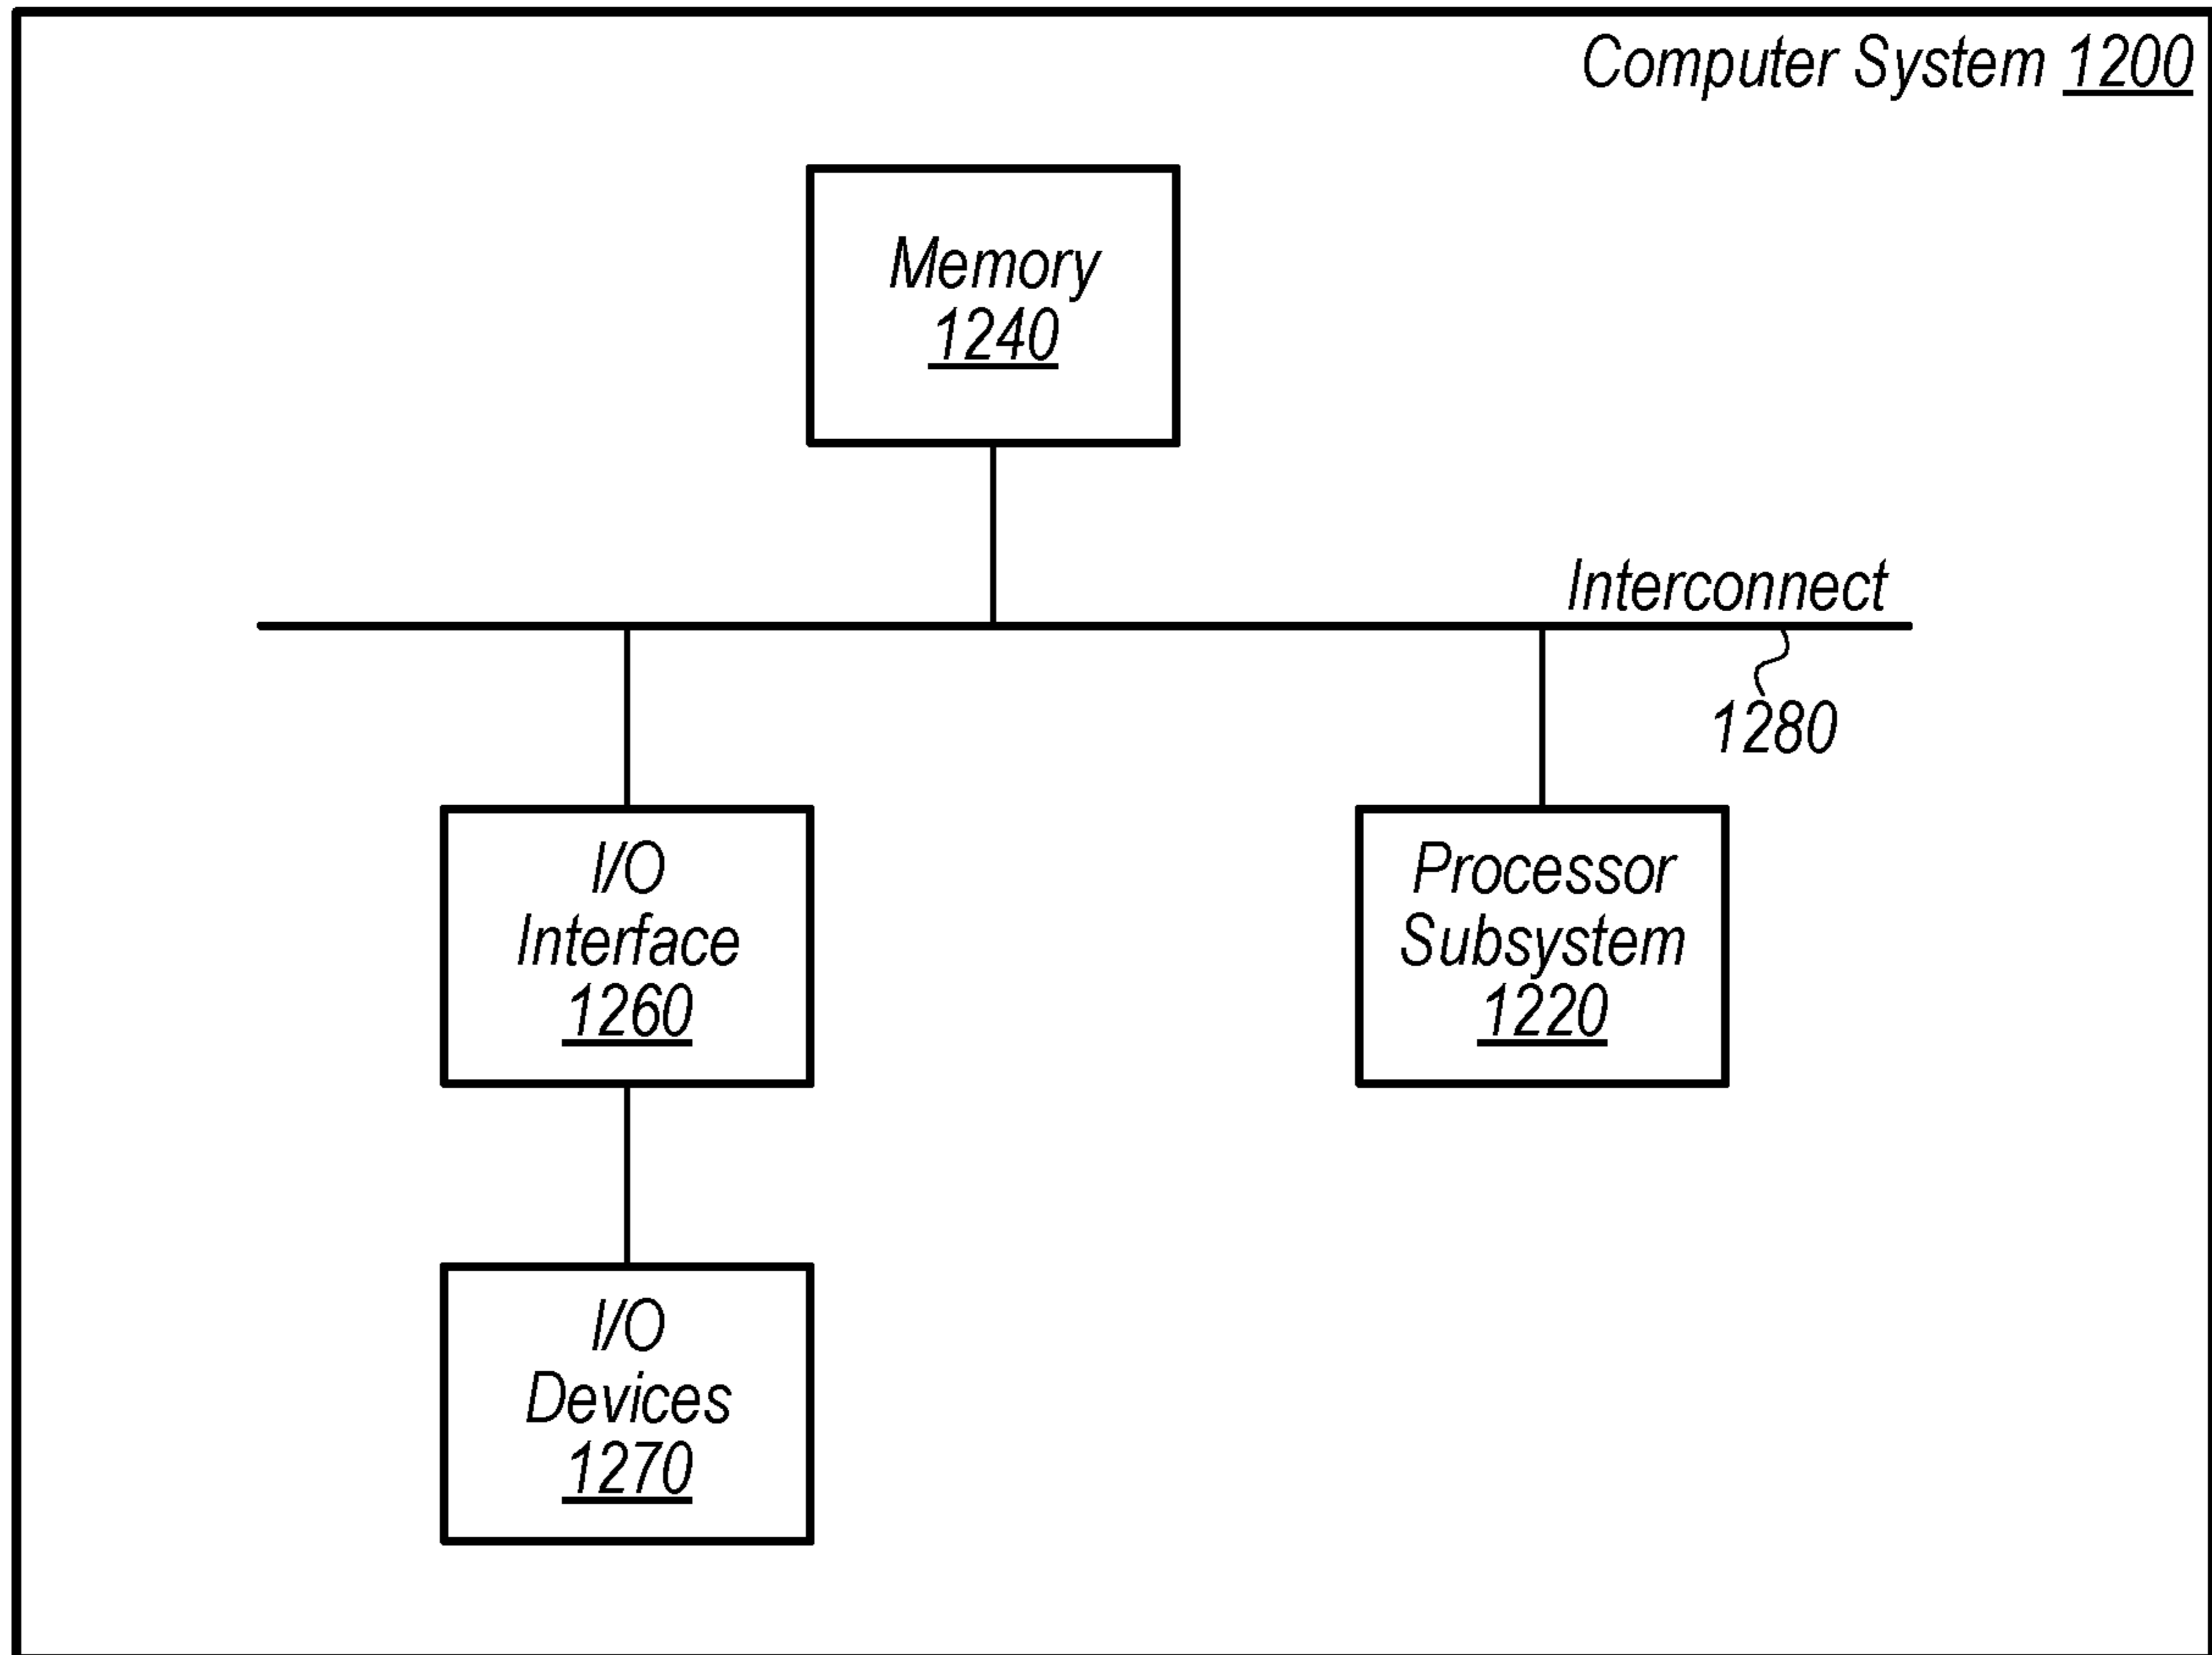 Computer System 1200
Memory
1240
Interconnect
1280
I/O
Interface
1260
Processor
Subsystem
1220
I/O
Devices
1270